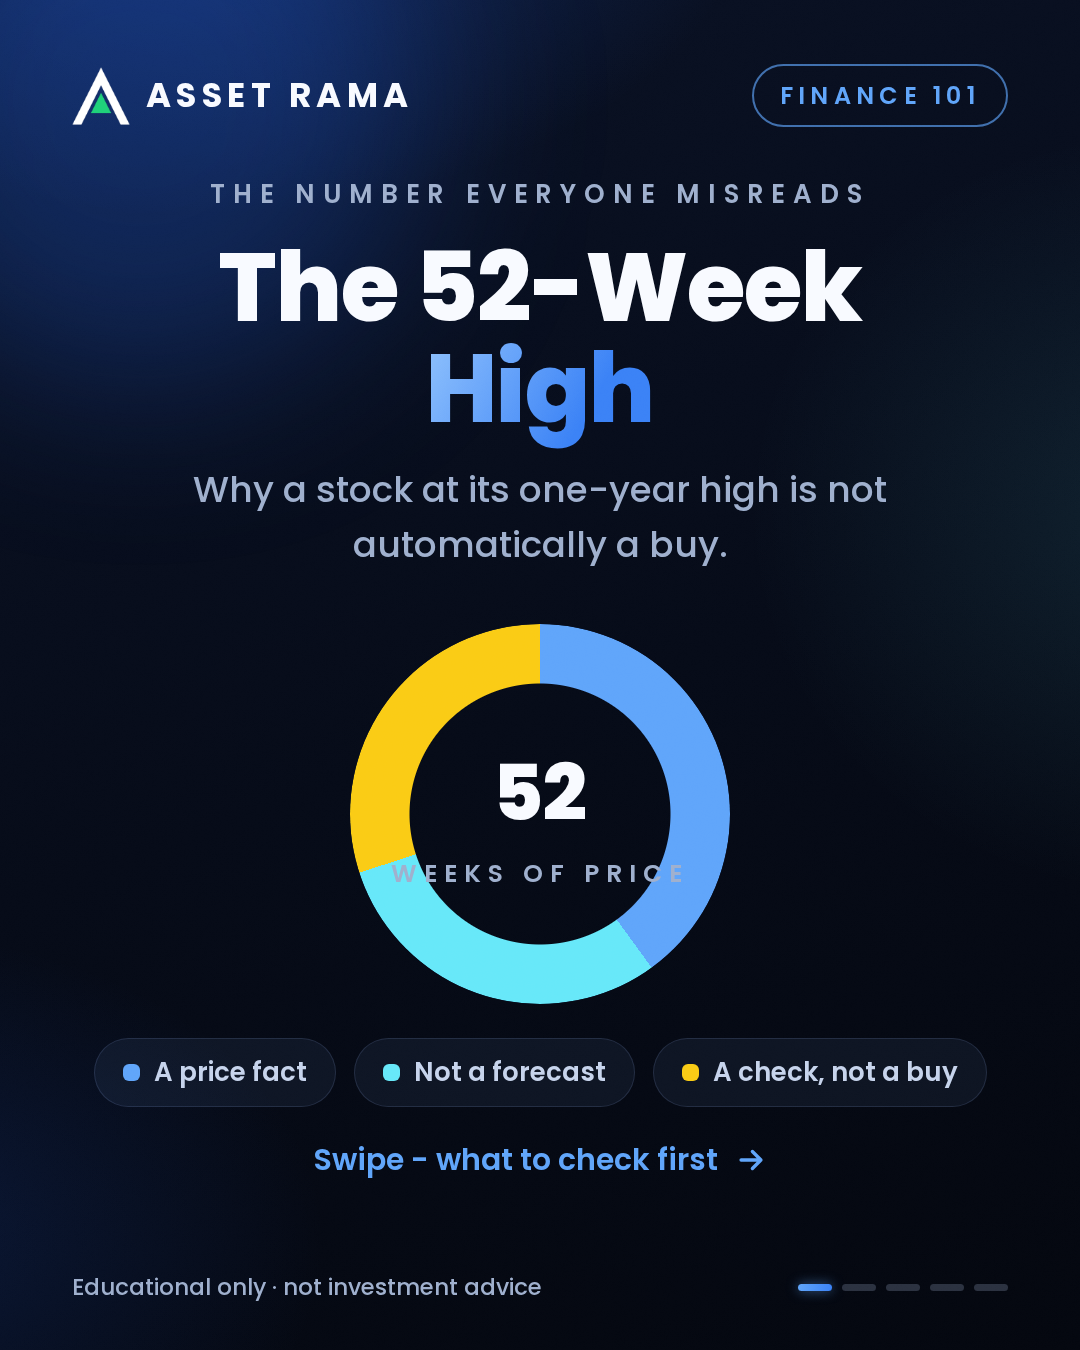 ASSET RAMA
FINANCE 101
THE NUMBER EVERYONE MISREADS
The 52-Week
High
Why a stock at its one-year high is not
automatically a buy.
52
WEEKS OF PRICE
A price fact
Not a forecast
A check, not a buy
Swipe - what to check first →
Educational only · not investment advice